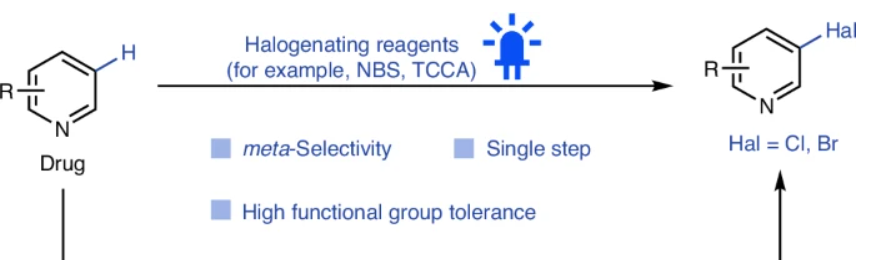 H
R
N
Drug
Halogenating reagents
(for example, NBS, TCCA)
Hal
R
N
Hal = Cl, Br
meta-Selectivity
Single step
High functional group tolerance